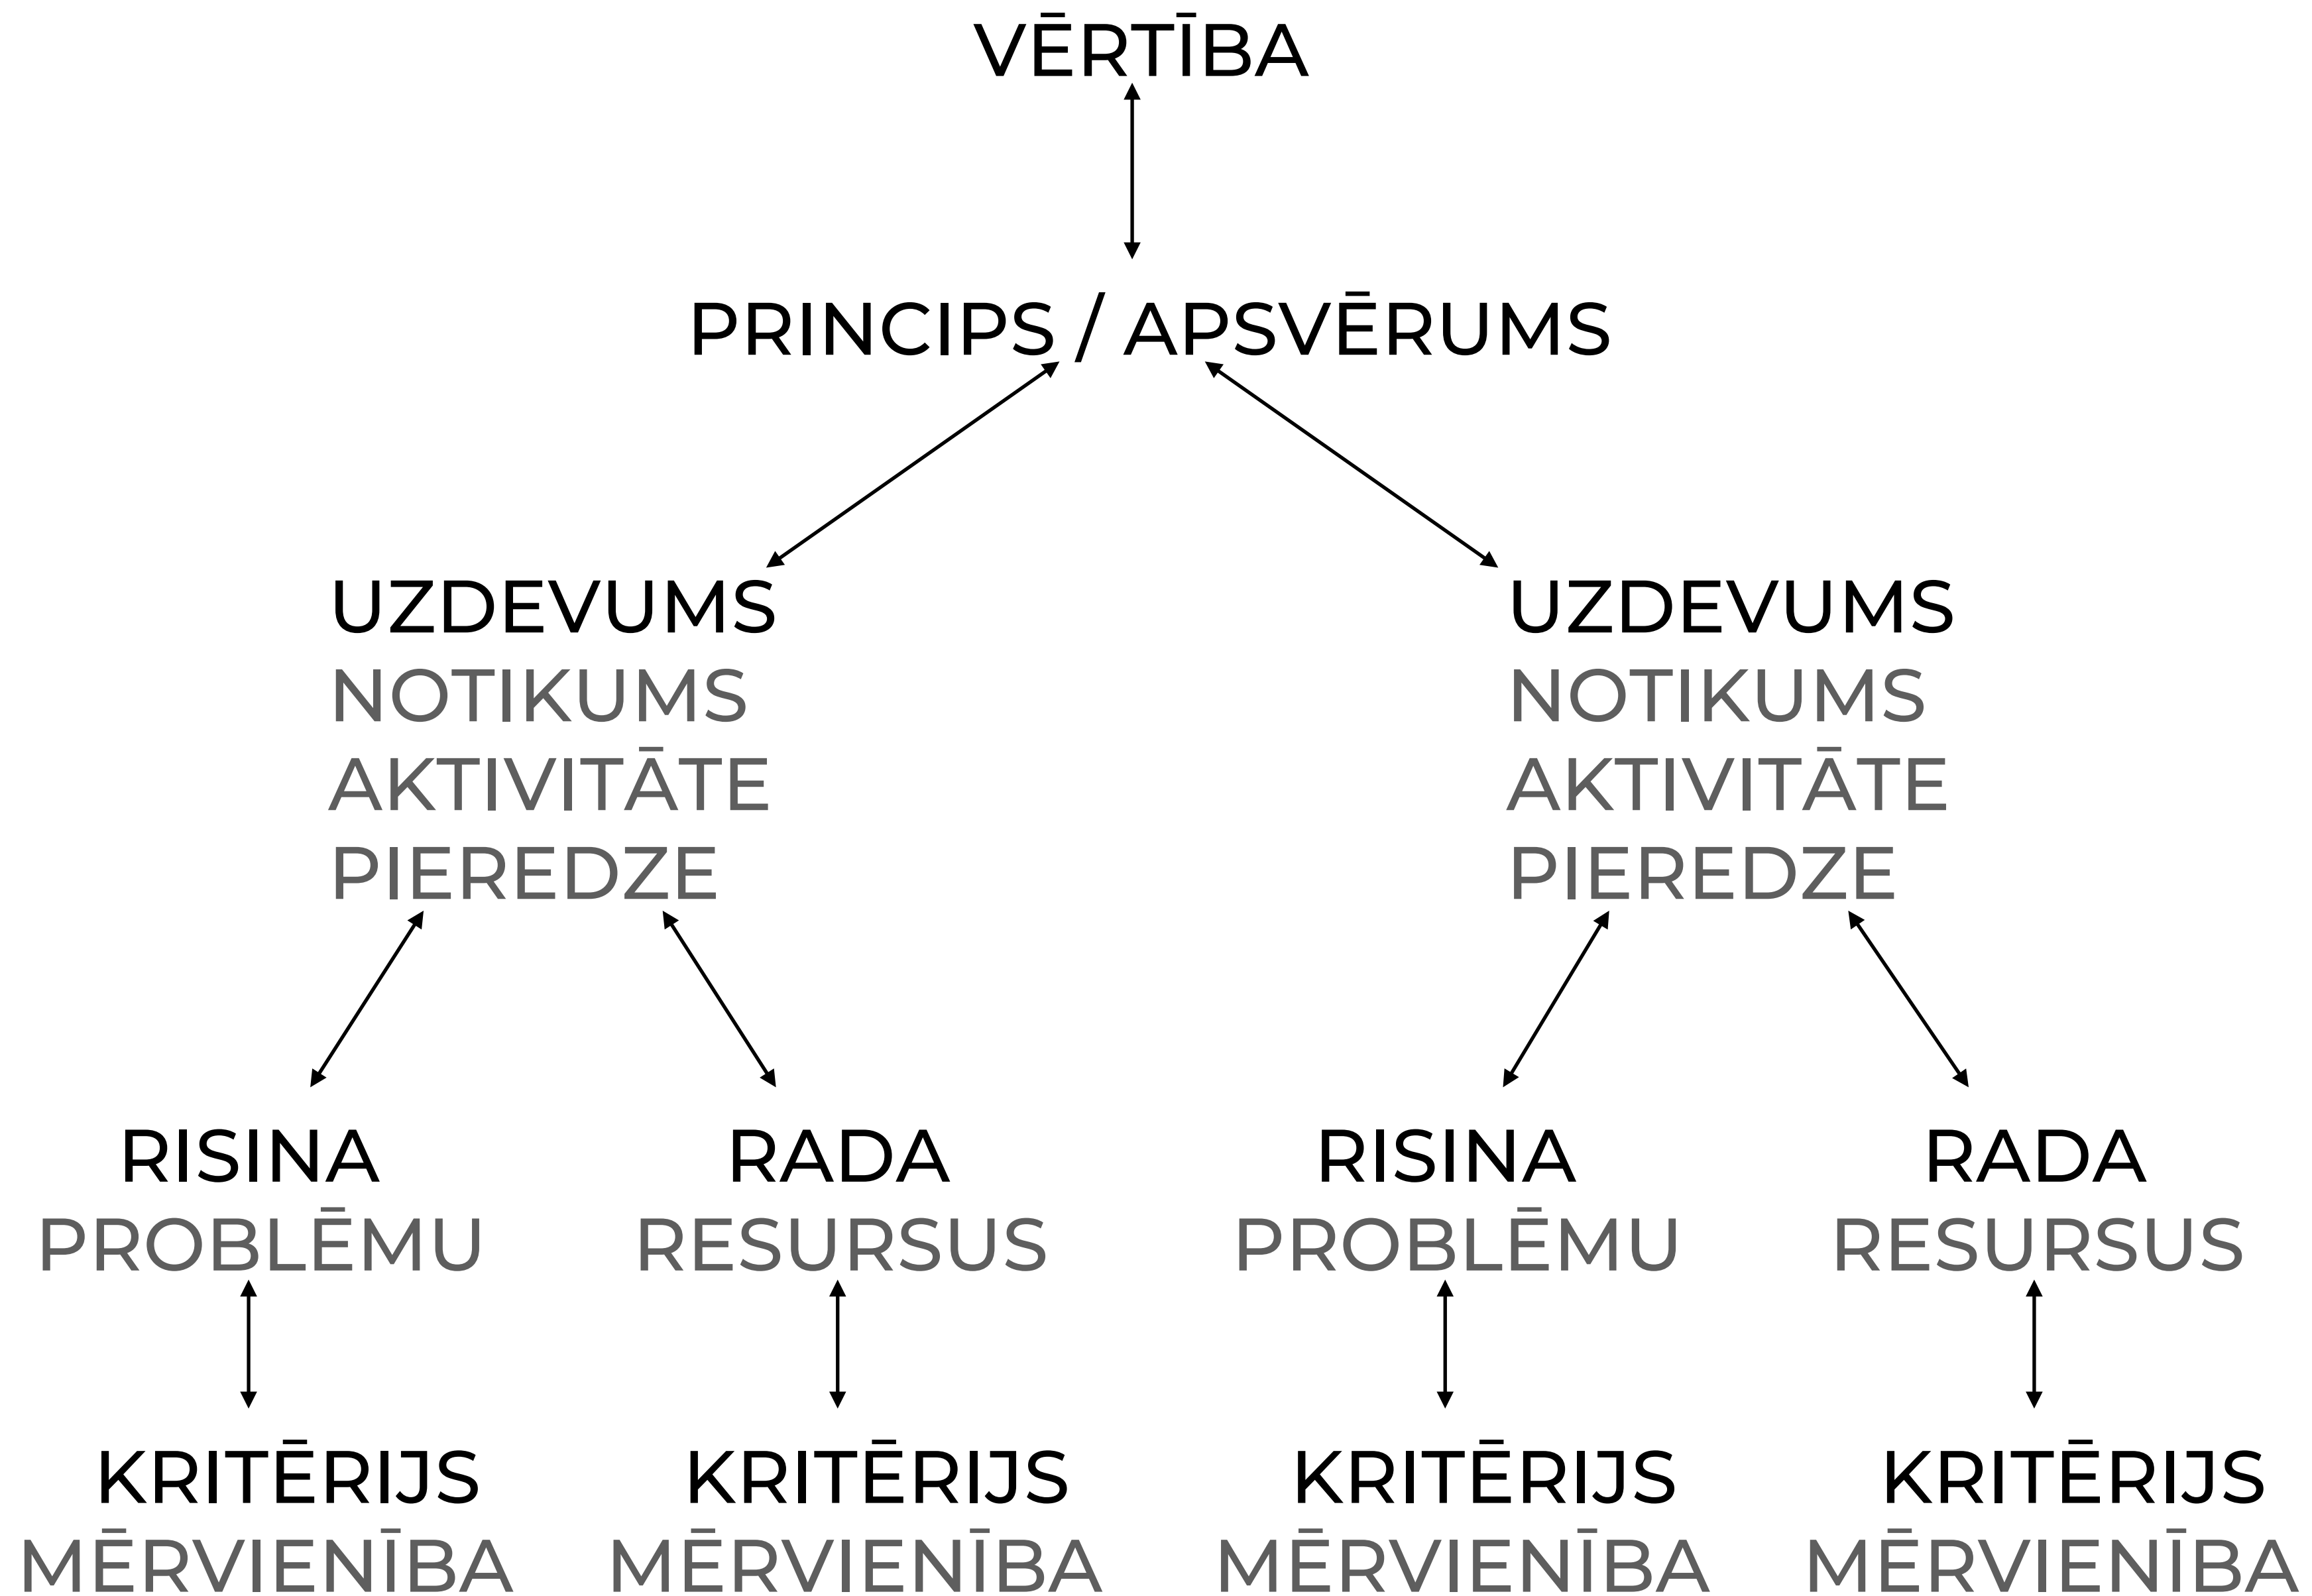 VĒRTĪBA
PRINCIPS / APSVĒRUMS
UZDEVUMS
NOTIKUMS
AKTIVITĀTE
PIEREDZE
UZDEVUMS
NOTIKUMS
AKTIVITĀTE
PIEREDZE
RISINA
PROBLĒMU
RADA
RESURSUS
RISINA
PROBLĒMU
RADA
RESURSUS
KRITĒRIJS
MĒRVIENĪBA
KRITĒRIJS
MĒRVIENĪBA
KRITĒRIJS
MĒRVIENĪBA
KRITĒRIJS
MĒRVIENĪBA